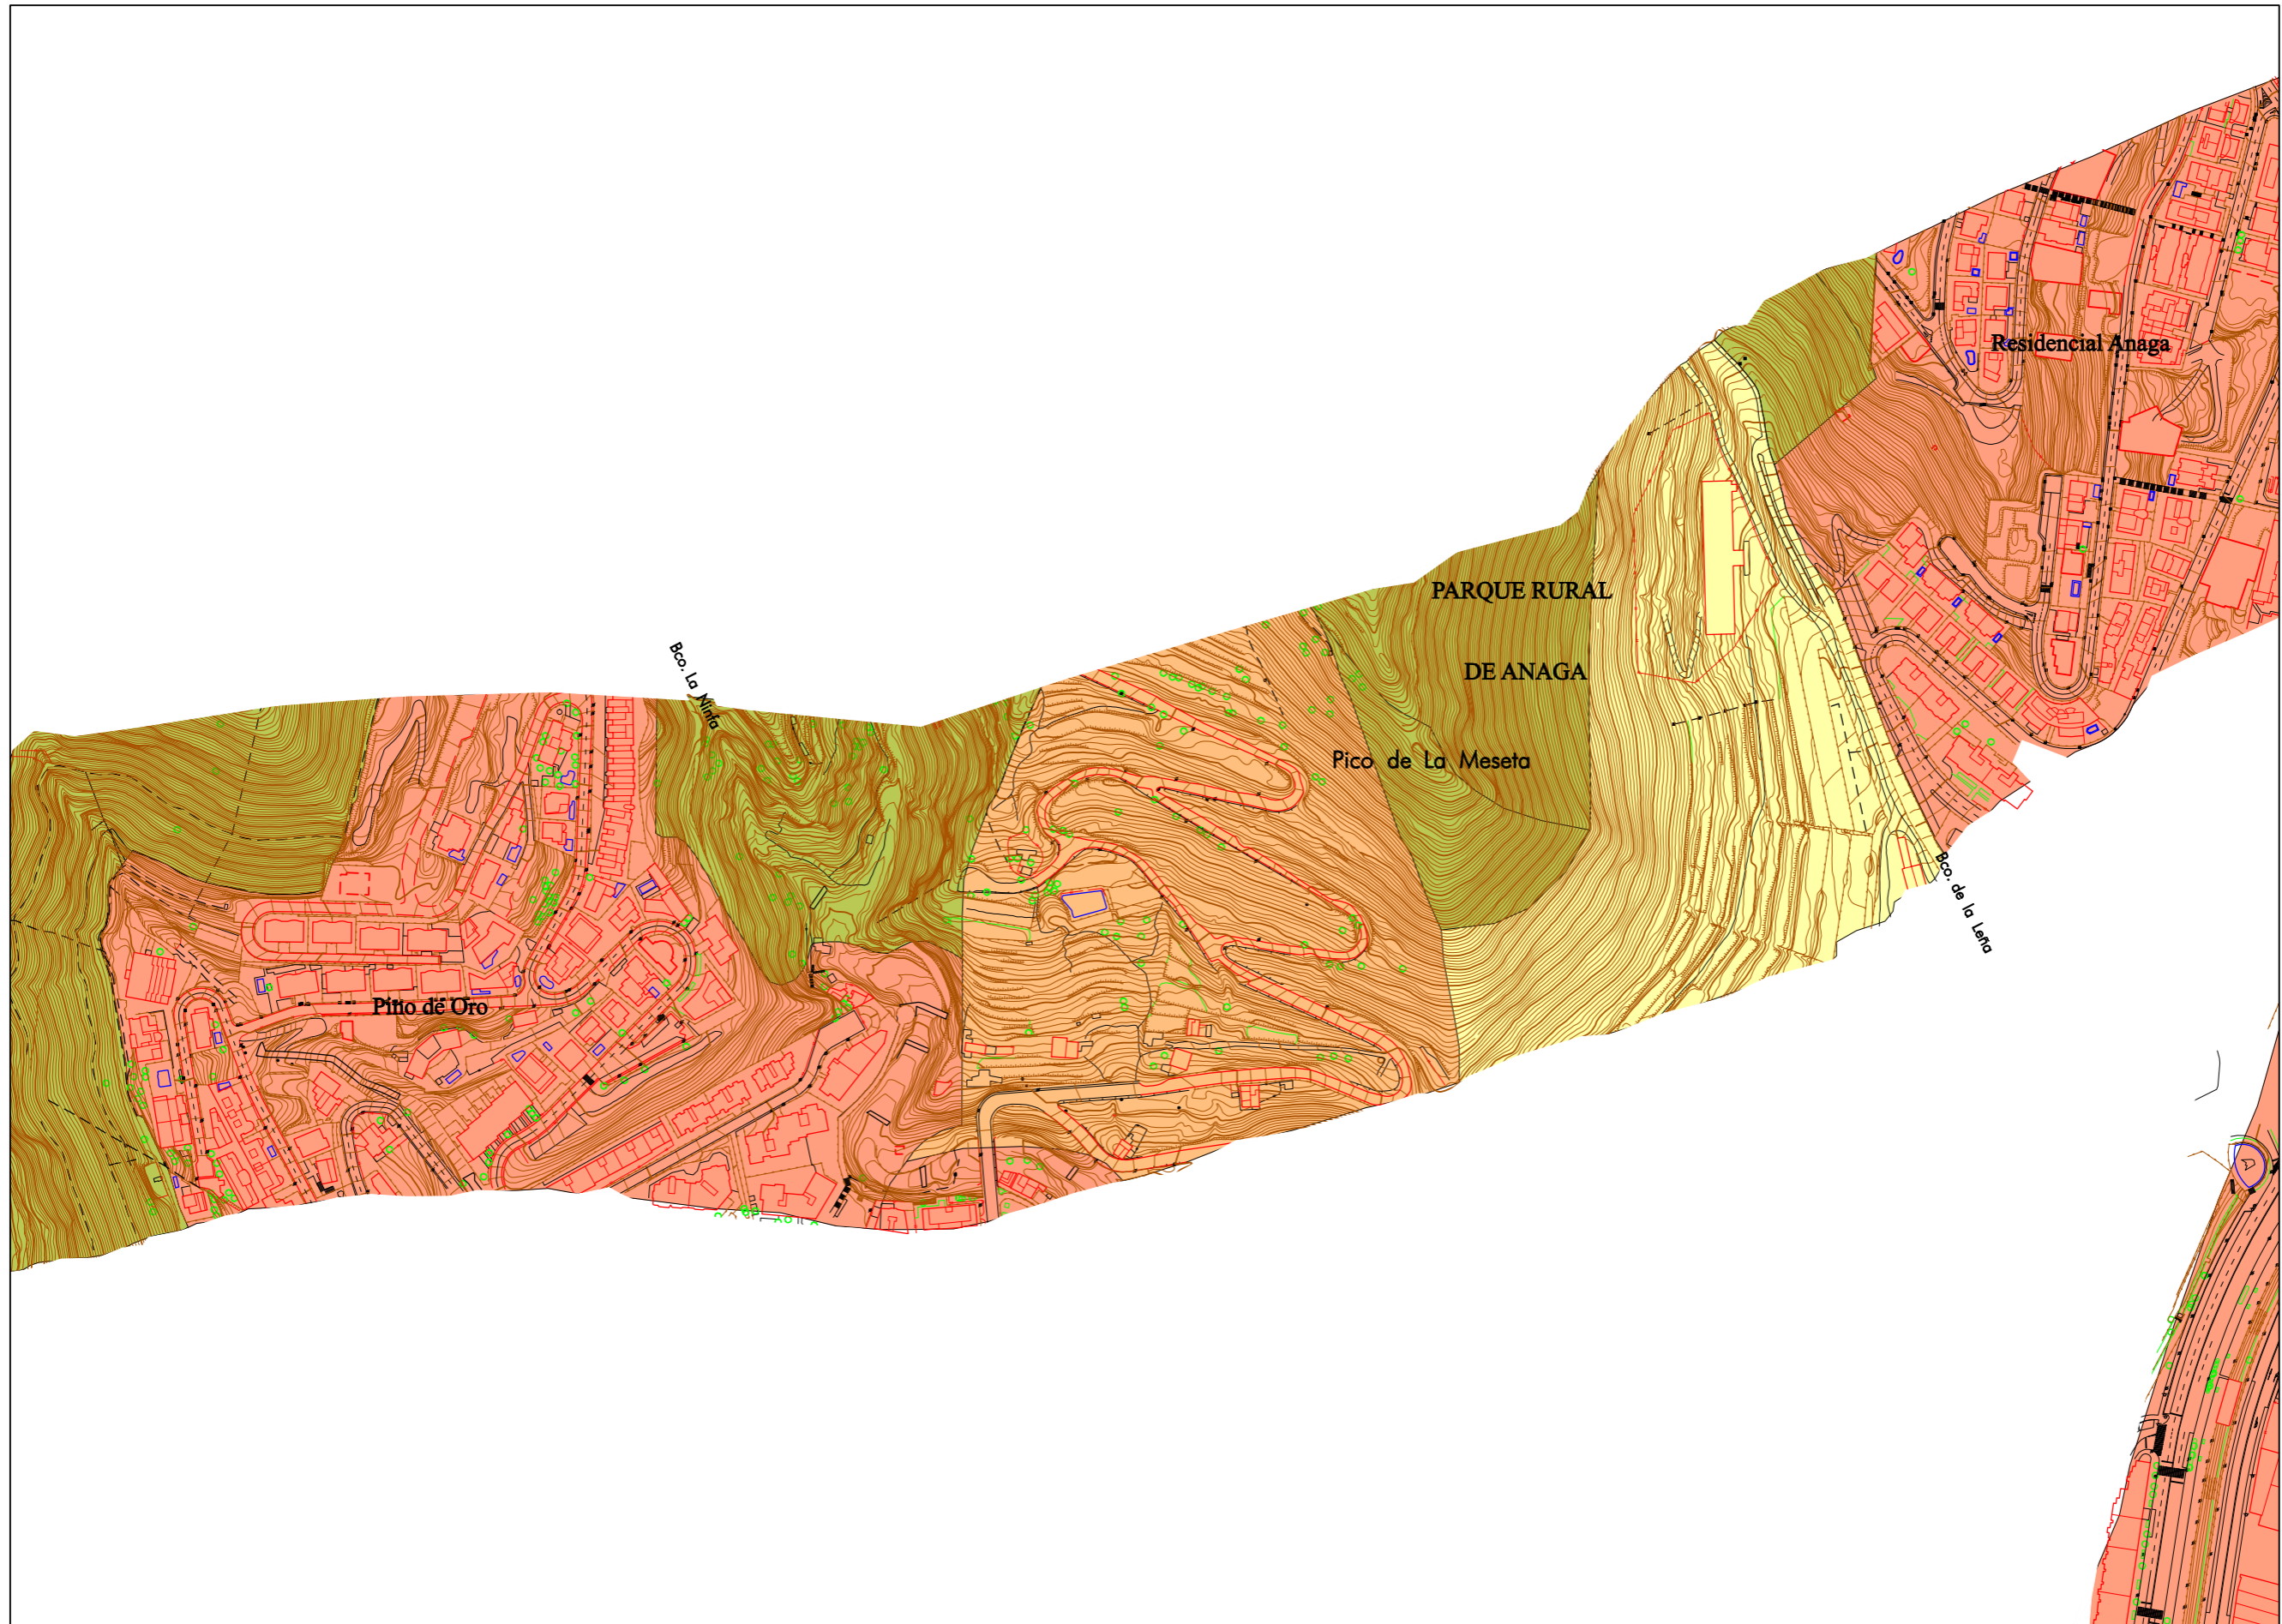 Residencial Anaga
PARQUE RURAL
DE ANAGA
Bco. La Ninfa
Pico de La Meseta
Bco. de la Leña
Pino de Oro